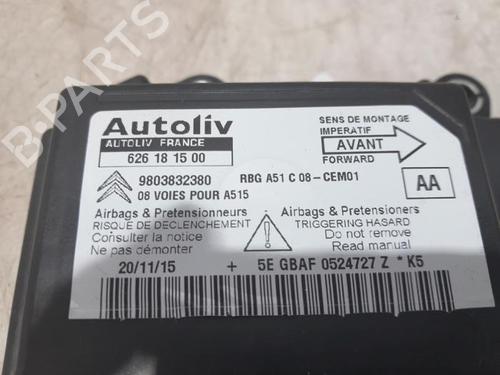 B-PARTS
Autoliv
AUTOLIV FRANCE
626 18 15 00
SENS DE MONTAGE
IMPERATIF
AVANT
FORWARD
9803832380 RBG A51 C 08-CEM01
08 VOIES POUR A515
AA
Airbags & Pretensionneurs
RISQUE DE DECLENCHEMENT
Consulter la notice
Ne pas démonter
Airbags & Pretensioners
TRIGGERING HASARD
Do not remove
Read manual
20/11/15 + 5E GBAF 0524727 Z * K5